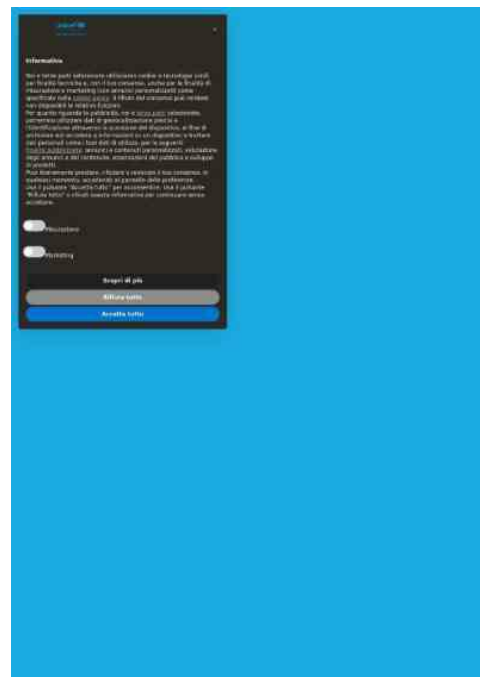 unicef
×
Informativa
Noi e terze parti selezionate utilizziamo cookie o tecnologie simili
per finalità tecniche e, con il tuo consenso, anche per le finalità di
misurazione e marketing (con annunci personalizzati) come
specificato nella cookie policy. Il rifiuto del consenso può rendere
non disponibili le relative funzioni.
Per quanto riguarda la pubblicità, noi e terze parti selezionate,
potremmo utilizzare dati di geolocalizzazione precisi e
l'identificazione attraverso la scansione del dispositivo, al fine di
archiviare e/o accedere a informazioni su un dispositivo e trattare
dati personali come i tuoi dati di utilizzo, per le seguenti
finalità pubblicitarie: annunci e contenuti personalizzati, valutazione
degli annunci e del contenuto, osservazioni del pubblico e sviluppo
di prodotti.
Puoi liberamente prestare, rifiutare o revocare il tuo consenso, in
qualsiasi momento, accedendo al pannello delle preferenze.
Usa il pulsante "Accetta tutto" per acconsentire. Usa il pulsante
"Rifiuta tutto" o chiudi questa informativa per continuare senza
accettare.
Misurazione
Marketing
Scopri di più
Rifiuta tutto
Accetta tutto